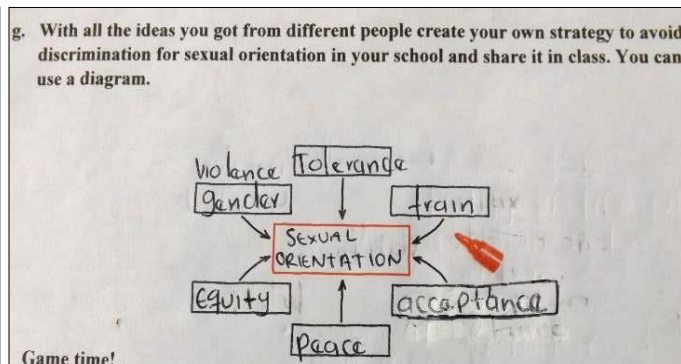 g. With all the ideas you got from different people create your own strategy to avoid
discrimination for sexual orientation in your school and share it in class. You can
use a diagram.
Violance
gender
Tolerande
train
SEXUAL
ORIENTATION
Equity
peace
acceptance
Game time!